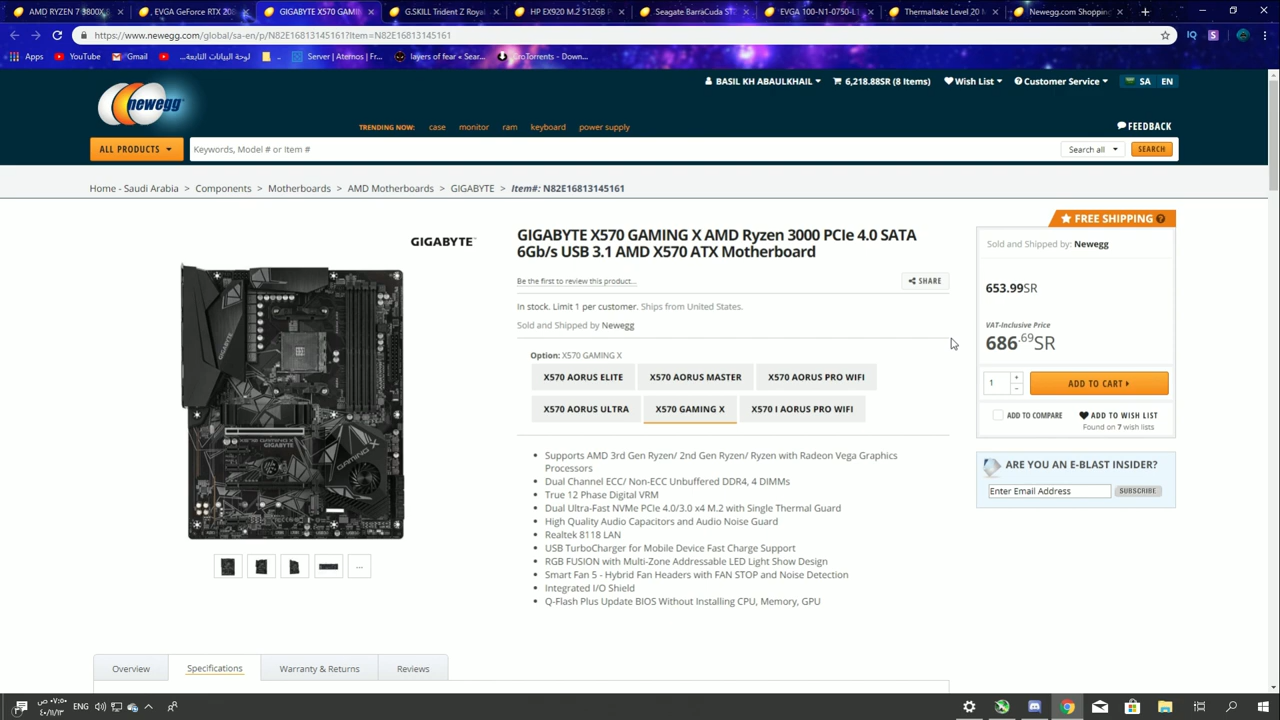 AMD RYZEN 7 3800X
EVGA GeForce RTX 20
GIGABYTE X570 GAMIN
G.SKILL Trident Z Royal
HP EX920 M.2 512GB P
Seagate BarraCuda ST
EVGA 100-N1-0750-L1
Thermaltake Level 20 M
Newegg.com Shopping
https://www.newegg.com/global/sa-en/p/N82E16813145161?Item=N82E16813145161
Apps
YouTube
لوحة البيانات التابعة...
Server | Aternos | Fr...
layers of fear « Sear...
- Down...
newegg
BASIL KH ABAULKHAIL
6,218.88SR (8 Items)
Wish List
Customer Service
SA
EN
TRENDING NOW: case monitor ram keyboard power supply
FEEDBACK
ALL PRODUCTS
Keywords, Model # or Item #
Search all
SEARCH
Home - Saudi Arabia > Components > Motherboards > AMD Motherboards > GIGABYTE > Item#: N82E16813145161
GIGABYTE™
GIGABYTE X570 GAMING X AMD Ryzen 3000 PCIe 4.0 SATA
6Gb/s USB 3.1 AMD X570 ATX Motherboard
Be the first to review this product...
SHARE
In stock. Limit 1 per customer. Ships from United States.
Sold and Shipped by Newegg
Option: X570 GAMING X
X570 AORUS ELITE
X570 AORUS MASTER
X570 AORUS PRO WIFI
X570 AORUS ULTRA
X570 GAMING X
X570 I AORUS PRO WIFI
Supports AMD 3rd Gen Ryzen/ 2nd Gen Ryzen/ Ryzen with Radeon Vega Graphics
Processors
Dual Channel ECC/ Non-ECC Unbuffered DDR4, 4 DIMMs
True 12 Phase Digital VRM
Dual Ultra-Fast NVMe PCIe 4.0/3.0 x4 M.2 with Single Thermal Guard
High Quality Audio Capacitors and Audio Noise Guard
Realtek 8118 LAN
USB TurboCharger for Mobile Device Fast Charge Support
RGB FUSION with Multi-Zone Addressable LED Light Show Design
Smart Fan 5 - Hybrid Fan Headers with FAN STOP and Noise Detection
Integrated I/O Shield
Q-Flash Plus Update BIOS Without Installing CPU, Memory, GPU
FREE SHIPPING
Sold and Shipped by: Newegg
653.99SR
VAT-Inclusive Price
686.69SR
1
ADD TO CART
ADD TO COMPARE
ADD TO WISH LIST
Found on 7 wish lists
ARE YOU AN E-BLAST INSIDER?
Enter Email Address
SUBSCRIBE
GIGABYTE
GAMING X
...
Overview
Specifications
Warranty & Returns
Reviews
ENG